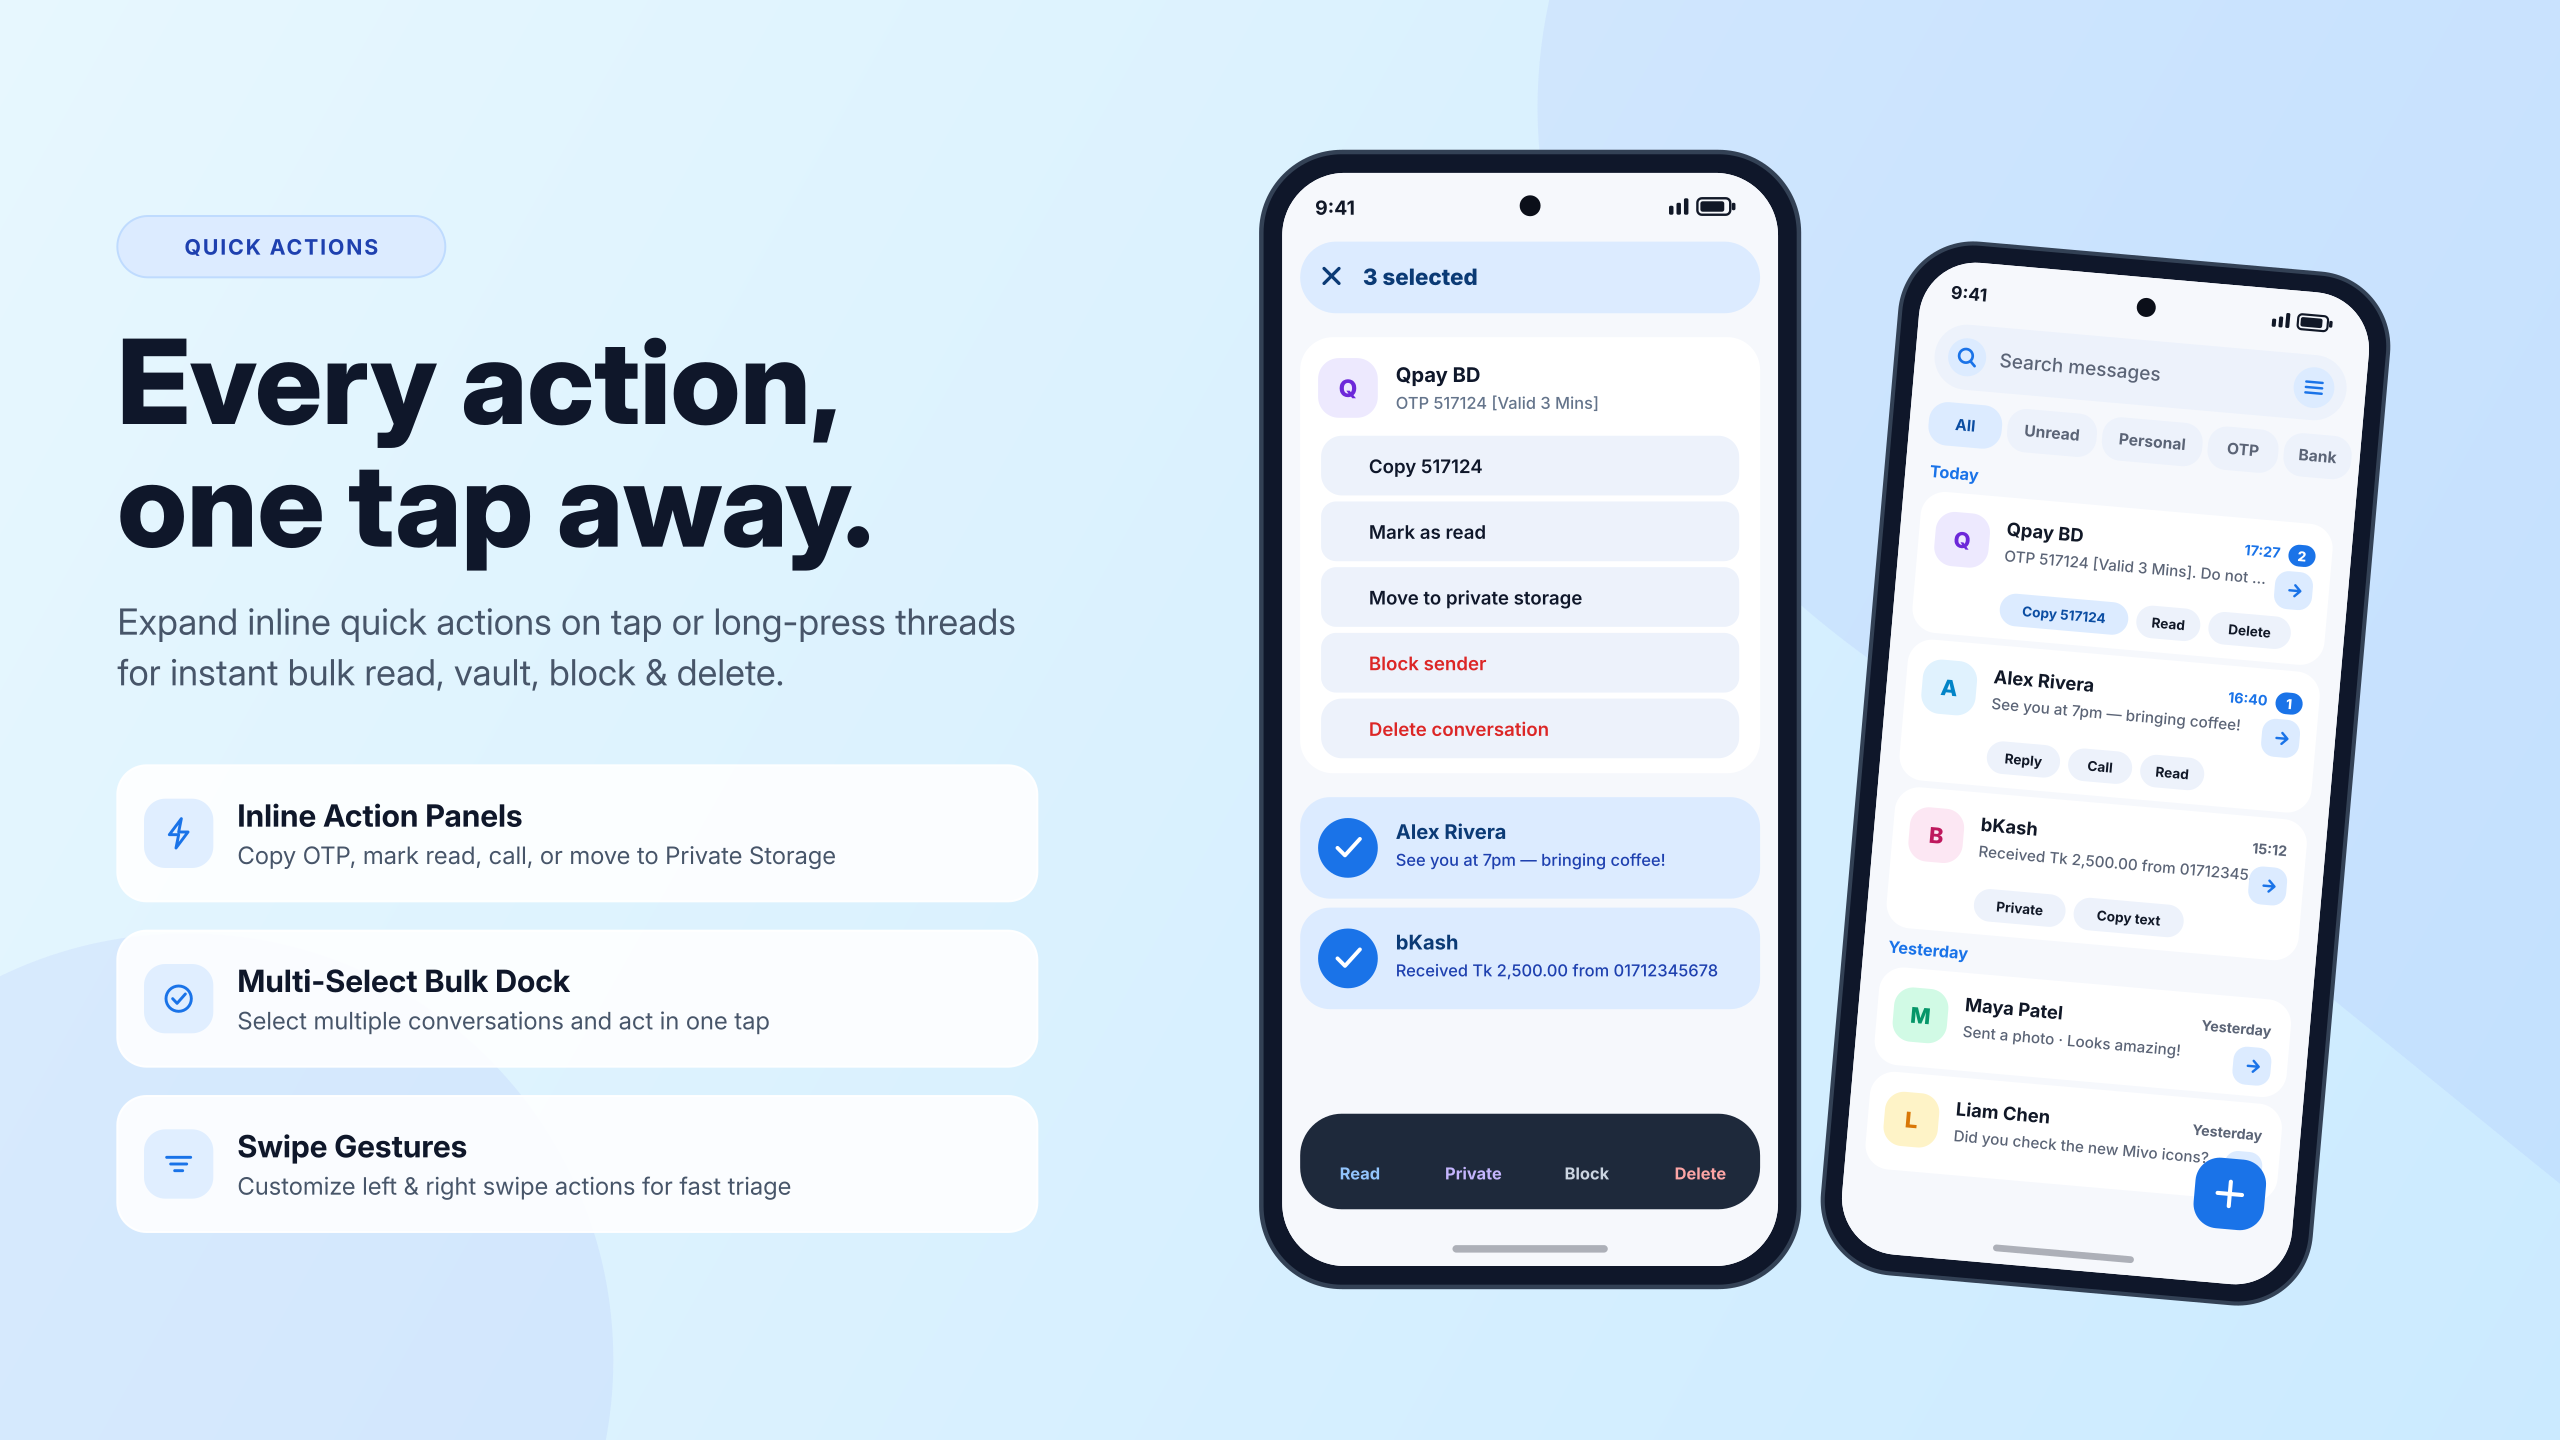 QUICK ACTIONS
Every action,
one tap away.
Expand inline quick actions on tap or long-press threads
for instant bulk read, vault, block & delete.
Inline Action Panels
Copy OTP, mark read, call, or move to Private Storage
Multi-Select Bulk Dock
Select multiple conversations and act in one tap
Swipe Gestures
Customize left & right swipe actions for fast triage
9:41
3 selected
Q
Qpay BD
OTP 517124 [Valid 3 Mins]
Copy 517124
Mark as read
Move to private storage
Block sender
Delete conversation
Alex Rivera
See you at 7pm — bringing coffee!
bKash
Received Tk 2,500.00 from 01712345678
Read Private Block Delete
9:41
Search messages
All Unread Personal OTP Bank
Today
Q
Qpay BD
17:27 2
OTP 517124 [Valid 3 Mins]. Do not ...
Copy 517124 Read Delete
A
Alex Rivera
16:40 1
See you at 7pm — bringing coffee!
Reply Call Read
B
bKash
15:12
Received Tk 2,500.00 from 01712345
Private Copy text
Yesterday
M
Maya Patel
Yesterday
Sent a photo · Looks amazing!
L
Liam Chen
Yesterday
Did you check the new Mivo icons?